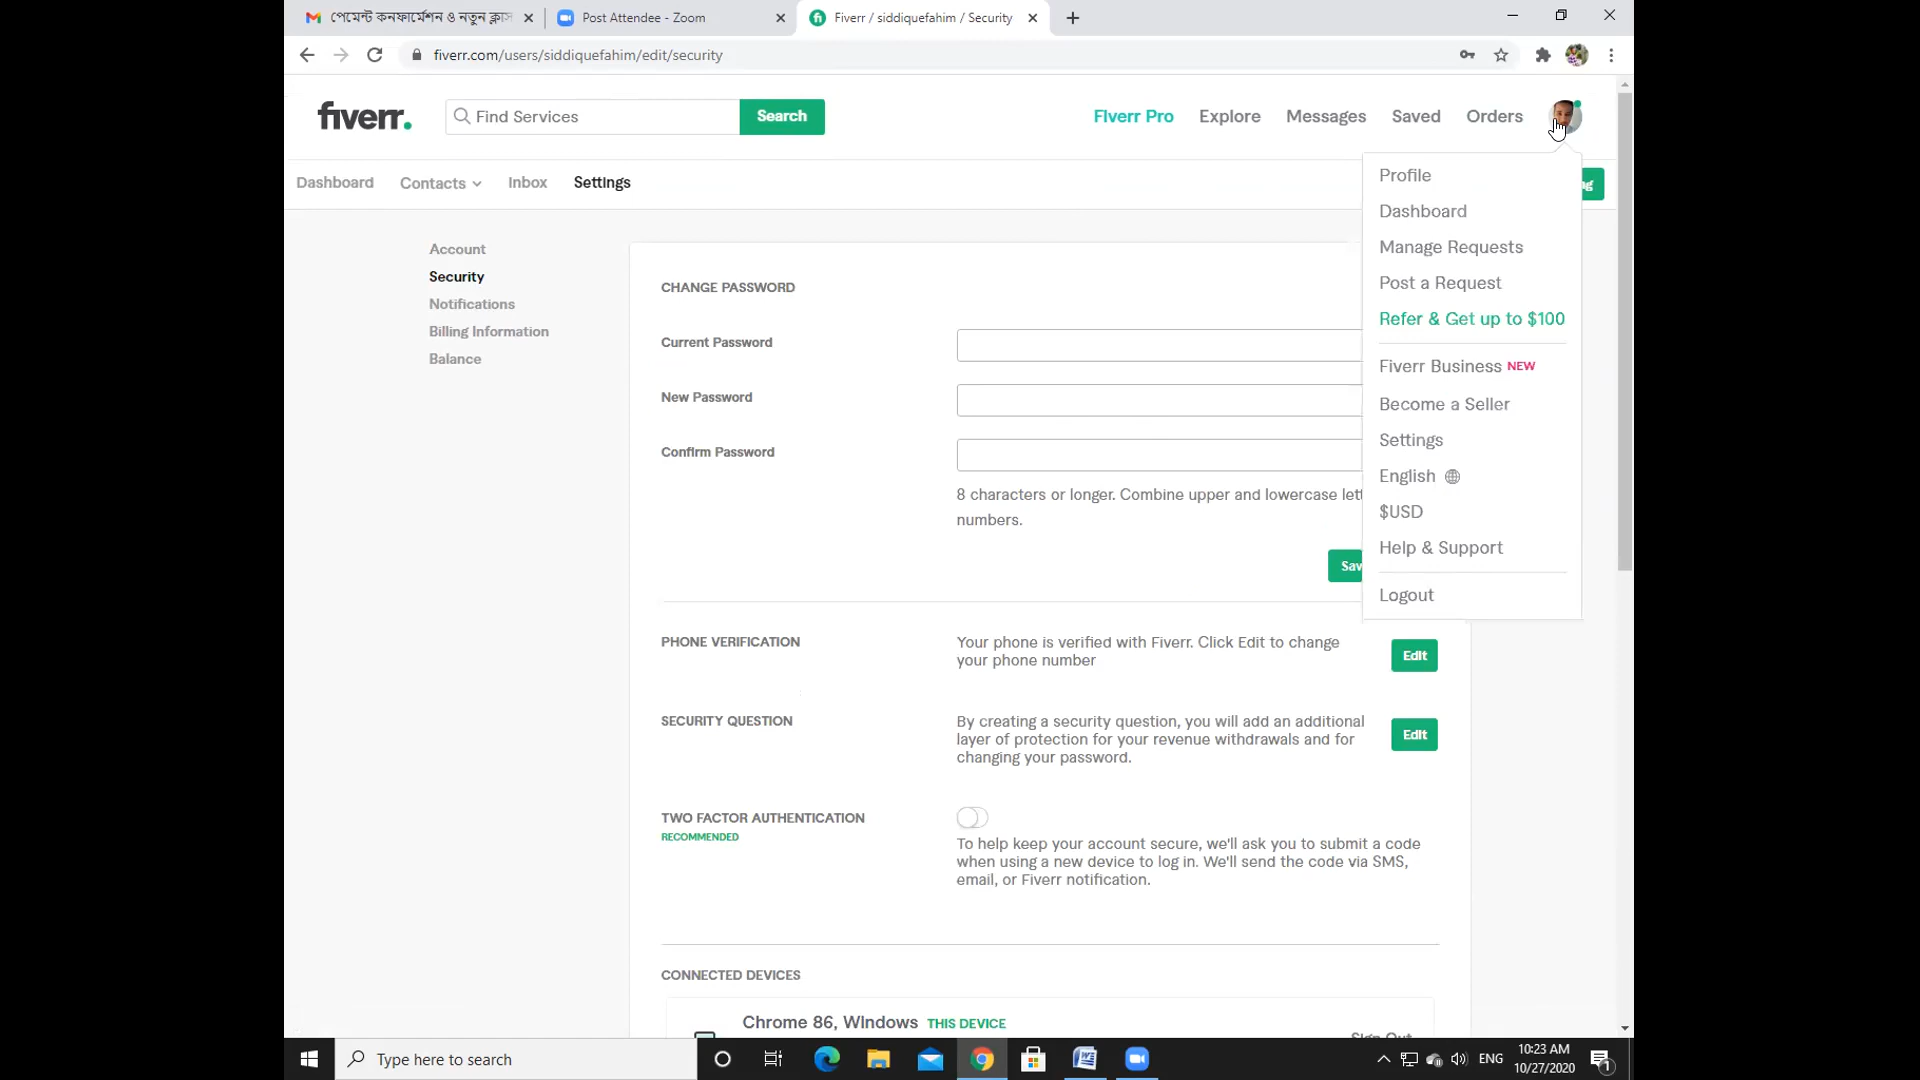 পেমেন্ট কনফার্মেশন ও নতুন ক্লাস
Post Attendee - Zoom
Fiverr / siddiquefahim / Security
fiverr.com/users/siddiquefahim/edit/security
fiverr.
Find Services
Search
Fiverr Pro
Explore
Messages
Saved
Orders
Dashboard
Contacts
Inbox
Settings
Profile
Dashboard
Manage Requests
Post a Request
Refer & Get up to $100
Fiverr Business NEW
Become a Seller
Settings
English
$USD
Help & Support
Logout
Account
Security
Notifications
Billing Information
Balance
CHANGE PASSWORD
Current Password
New Password
Confirm Password
8 characters or longer. Combine upper and lowercase lett
numbers.
Sav
PHONE VERIFICATION
Your phone is verified with Fiverr. Click Edit to change
your phone number
Edit
SECURITY QUESTION
By creating a security question, you will add an additional
layer of protection for your revenue withdrawals and for
changing your password.
Edit
TWO FACTOR AUTHENTICATION
RECOMMENDED
To help keep your account secure, we'll ask you to submit a code
when using a new device to log in. We'll send the code via SMS,
email, or Fiverr notification.
CONNECTED DEVICES
Chrome 86, Windows THIS DEVICE
Sign Out
Type here to search
ENG
10:23 AM
10/27/2020
1